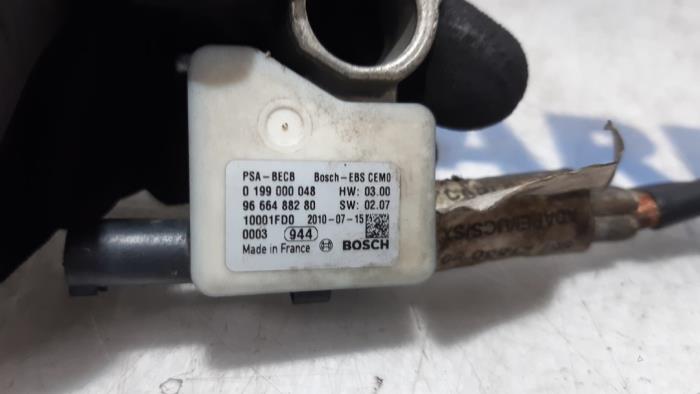 PSA-BECB Bosch-EBS CEM0
0 199 000 048 HW: 03.00
96 664 882 80 SW: 02.07
10001FD0 2010-07-15
0003 944
Made in France BOSCH